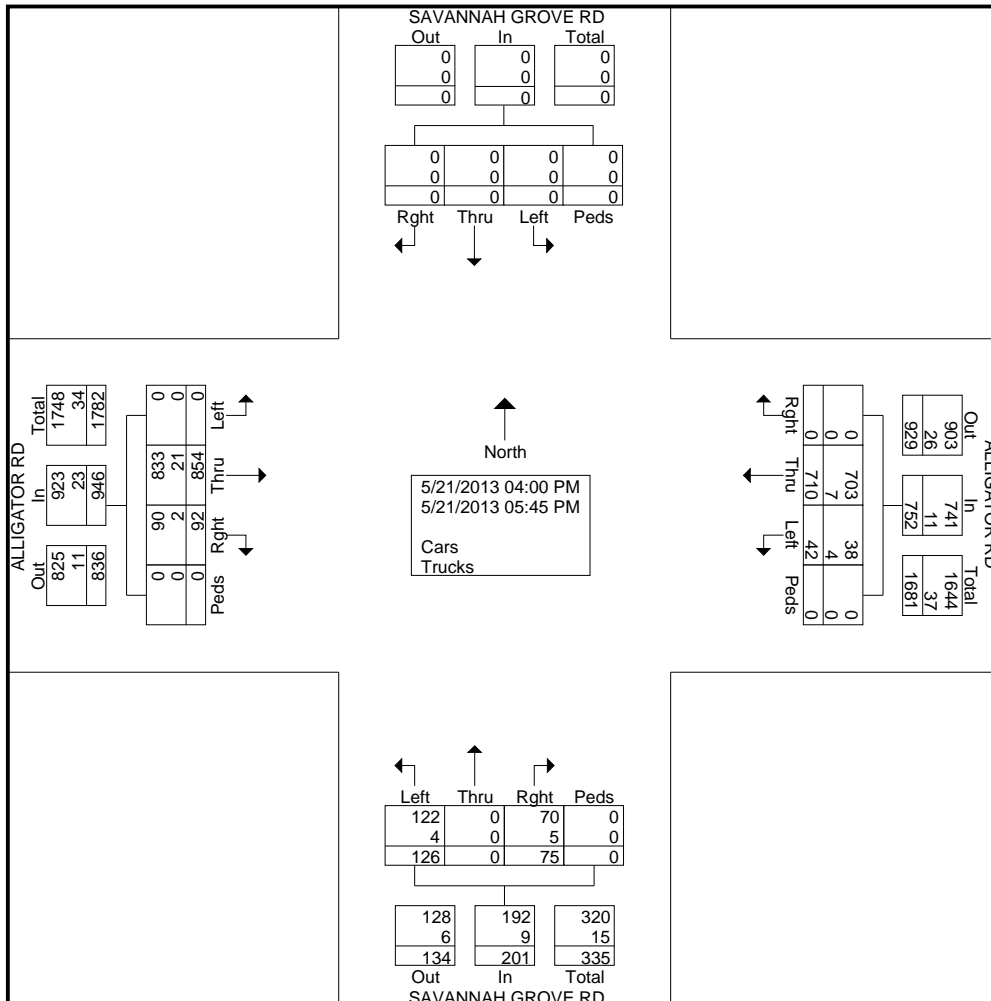 SAVANNAH GROVE RD
Out In Total
0 0 0
0 0 0
0 0 0
0 0 0 0
0 0 0 0
0 0 0 0
Rght Thru Left Peds
ALLIGATOR RD
Total In Out
1748 923 825
34 23 11
1782 946 836
0 833 90 0
0 21 2 0
0 854 92 0
Left Thru Rght Peds
North
5/21/2013 04:00 PM
5/21/2013 05:45 PM
Cars
Trucks
Rght Thru Left Peds
0 710 42 0
0 7 4 0
0 703 38 0
Out In Total
903 741 1644
26 11 37
929 752 1681
ALLIGATOR RD
Left Thru Rght Peds
122 0 70 0
4 0 5 0
126 0 75 0
128 192 320
6 9 15
134 201 335
Out In Total
SAVANNAH GROVE RD